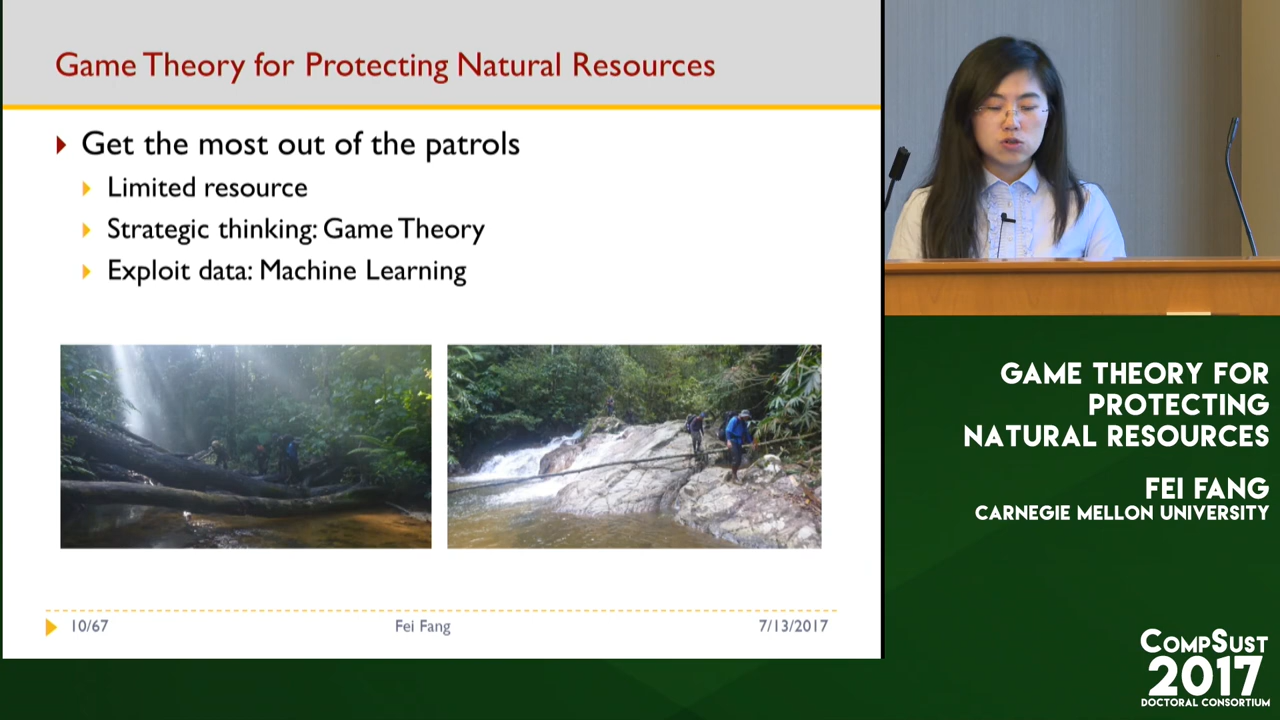 Game Theory for Protecting Natural Resources
Get the most out of the patrols
Limited resource
Strategic thinking: Game Theory
Exploit data: Machine Learning
10/67
Fei Fang
7/13/2017
GAME THEORY FOR
PROTECTING
NATURAL RESOURCES
FEI FANG
CARNEGIE MELLON UNIVERSITY
COMPSUST
2017
DOCTORAL CONSORTIUM